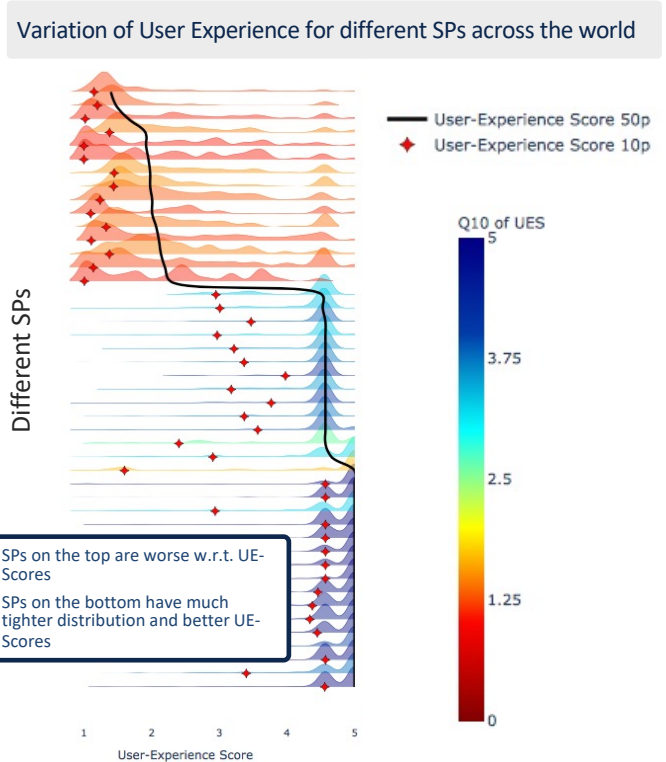 Variation of User Experience for different SPs across the world
User-Experience Score 50p
User-Experience Score 10p
Q10 of UES
5
3.75
2.5
1.25
0
Different SPs
SPs on the top are worse w.r.t. UE-
Scores
SPs on the bottom have much
tighter distribution and better UE-
Scores
1 2 3 4 5
User-Experience Score